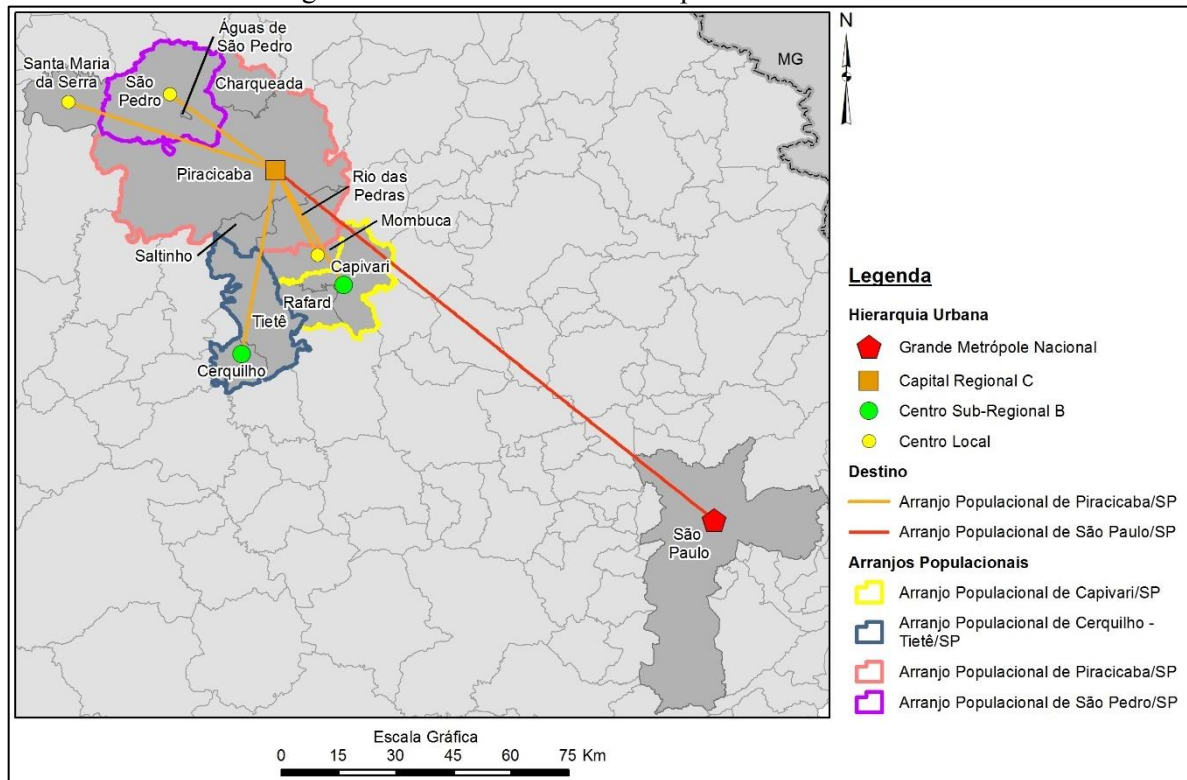 Águas de
São Pedro
Santa Maria
da Serra
São
Pedro
Charqueada
Piracicaba
Rio das
Pedras
Mombuca
Saltinho
Capivari
Rafard
Tietê
Cerquilho
São
Paulo
MG
N
Legenda
Hierarquia Urbana
Grande Metrópole Nacional
Capital Regional C
Centro Sub-Regional B
Centro Local
Destino
Arranjo Populacional de Piracicaba/SP
Arranjo Populacional de São Paulo/SP
Arranjos Populacionais
Arranjo Populacional de Capivari/SP
Arranjo Populacional de Cerquilho -
Tietê/SP
Arranjo Populacional de Piracicaba/SP
Arranjo Populacional de São Pedro/SP
Escala Gráfica
0 15 30 45 60 75 Km